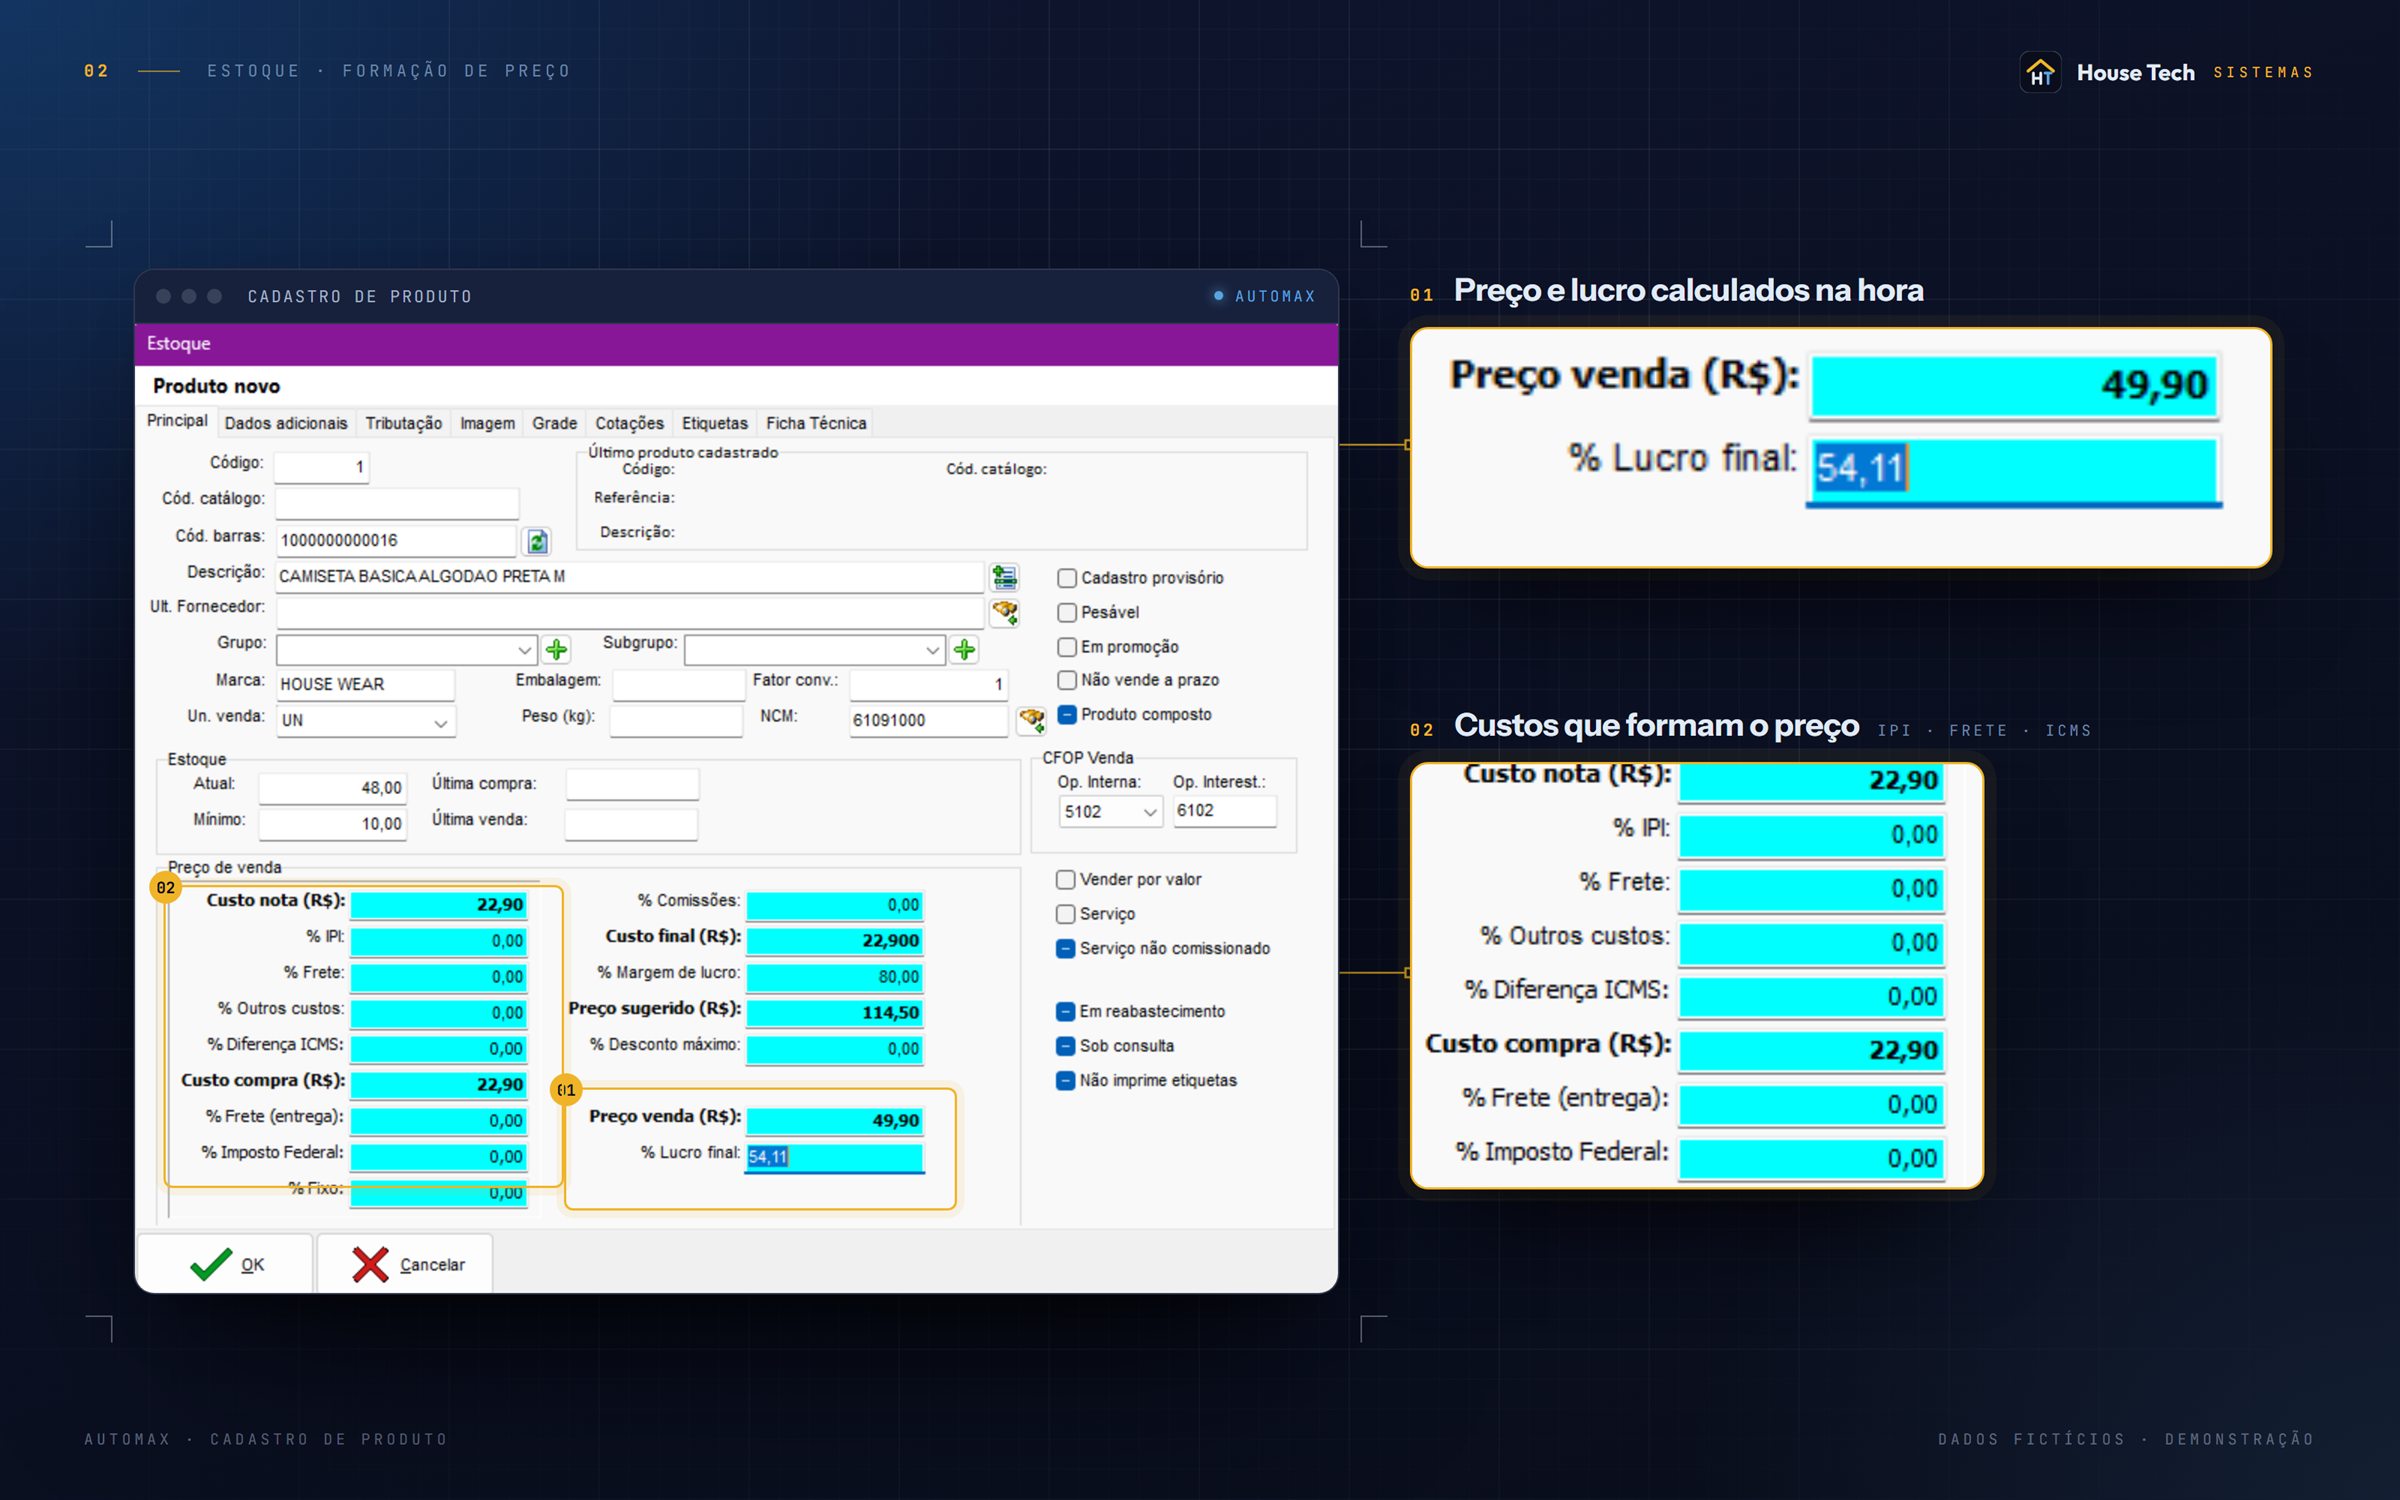 02 ESTOQUE · FORMAÇÃO DE PREÇO
HT House Tech SISTEMAS
CADASTRO DE PRODUTO AUTOMAX
Estoque
Produto novo
Principal Dados adicionais Tributação Imagem Grade Cotações Etiquetas Ficha Técnica
Código: 1
Último produto cadastrado
Código: Cód. catálogo:
Referência:
Descrição:
Cód. catálogo:
Cód. barras: 1000000000016
Descrição: CAMISETA BASICA ALGODAO PRETA M
Ult. Fornecedor:
Grupo: Subgrupo:
Marca: HOUSE WEAR Embalagem: Fator conv.: 1
Un. venda: UN Peso (kg): NCM: 61091000
Cadastro provisório
Pesável
Em promoção
Não vende a prazo
Produto composto
Estoque
Atual: 48,00 Última compra:
Mínimo: 10,00 Última venda:
CFOP Venda
Op. Interna: Op. Interest.:
5102 6102
Preço de venda
02
Custo nota (R$): 22,90
% IPI: 0,00
% Frete: 0,00
% Outros custos: 0,00
% Diferença ICMS: 0,00
Custo compra (R$): 22,90
% Frete (entrega): 0,00
% Imposto Federal: 0,00
% Fixo: 0,00
% Comissões: 0,00
Custo final (R$): 22,900
% Margem de lucro: 80,00
Preço sugerido (R$): 114,50
% Desconto máximo: 0,00
01
Preço venda (R$): 49,90
% Lucro final: 54,11
Vender por valor
Serviço
Serviço não comissionado
Em reabastecimento
Sob consulta
Não imprime etiquetas
OK Cancelar
01 Preço e lucro calculados na hora
Preço venda (R$): 49,90
% Lucro final: 54,11
02 Custos que formam o preço IPI · FRETE · ICMS
Custo nota (R$): 22,90
% IPI: 0,00
% Frete: 0,00
% Outros custos: 0,00
% Diferença ICMS: 0,00
Custo compra (R$): 22,90
% Frete (entrega): 0,00
% Imposto Federal: 0,00
AUTOMAX · CADASTRO DE PRODUTO
DADOS FICTÍCIOS · DEMONSTRAÇÃO